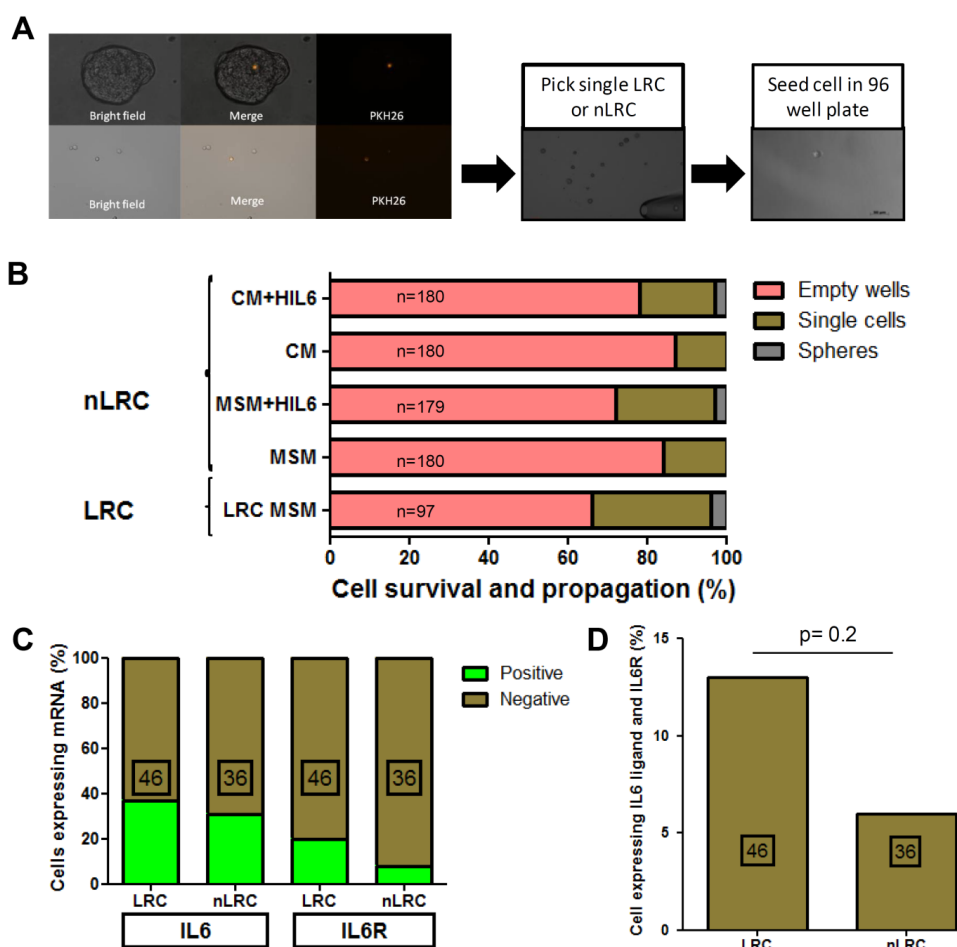 A
Bright field
Merge
PKH26
Bright field
Merge
PKH26
Pick single LRC
or nLRC
Seed cell in 96
well plate
B
nLRC
LRC
CM+HIL6
n=180
CM
n=180
MSM+HIL6
n=179
MSM
n=180
LRC MSM
n=97
0 20 40 60 80 100
Cell survival and propagation (%)
Empty wells
Single cells
Spheres
C
Cells expressing mRNA (%)
100
80
60
40
20
0
46 36 46 36
LRC nLRC LRC nLRC
IL6 IL6R
Positive
Negative
D
Cell expressing IL6 ligand and IL6R (%)
15
10
5
0
p= 0.2
46 36
LRC nLRC